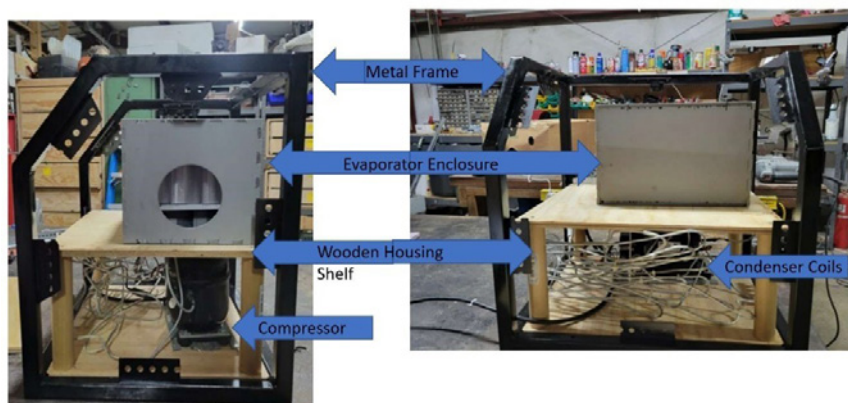 Metal Frame
Evaporator Enclosure
Wooden Housing
Shelf
Condenser Coils
Compressor